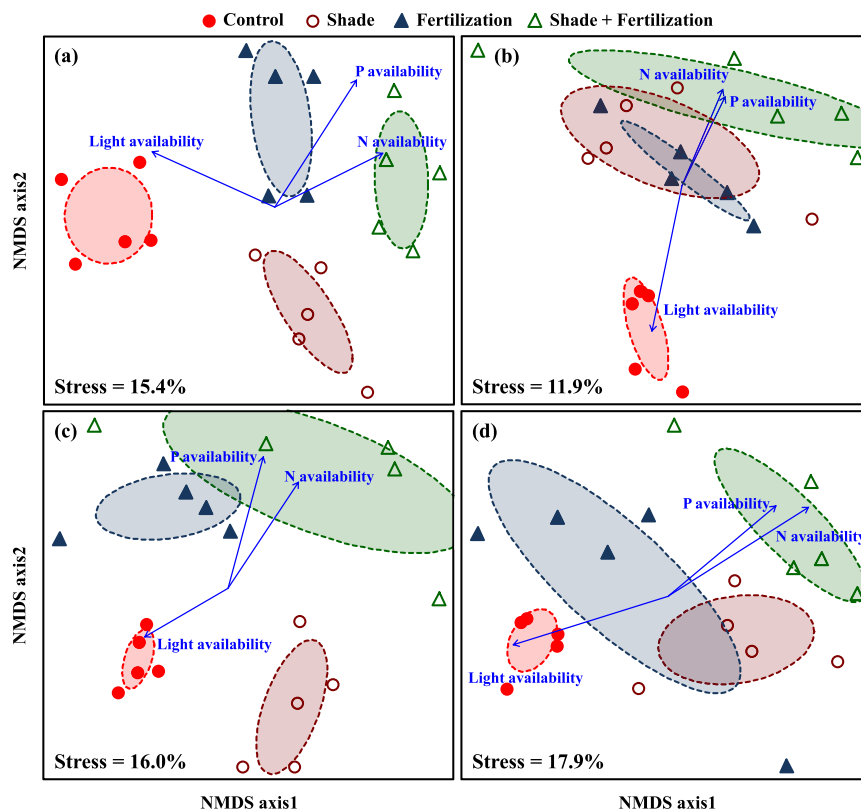 Control Shade Fertilization Shade + Fertilization
(a)
P availability
Light availability
N availability
Stress = 15.4%
(b)
N availability
P availability
Light availability
Stress = 11.9%
(c)
P availability
N availability
Light availability
Stress = 16.0%
(d)
P availability
N availability
Light availability
Stress = 17.9%
NMDS axis2
NMDS axis2
NMDS axis1
NMDS axis1